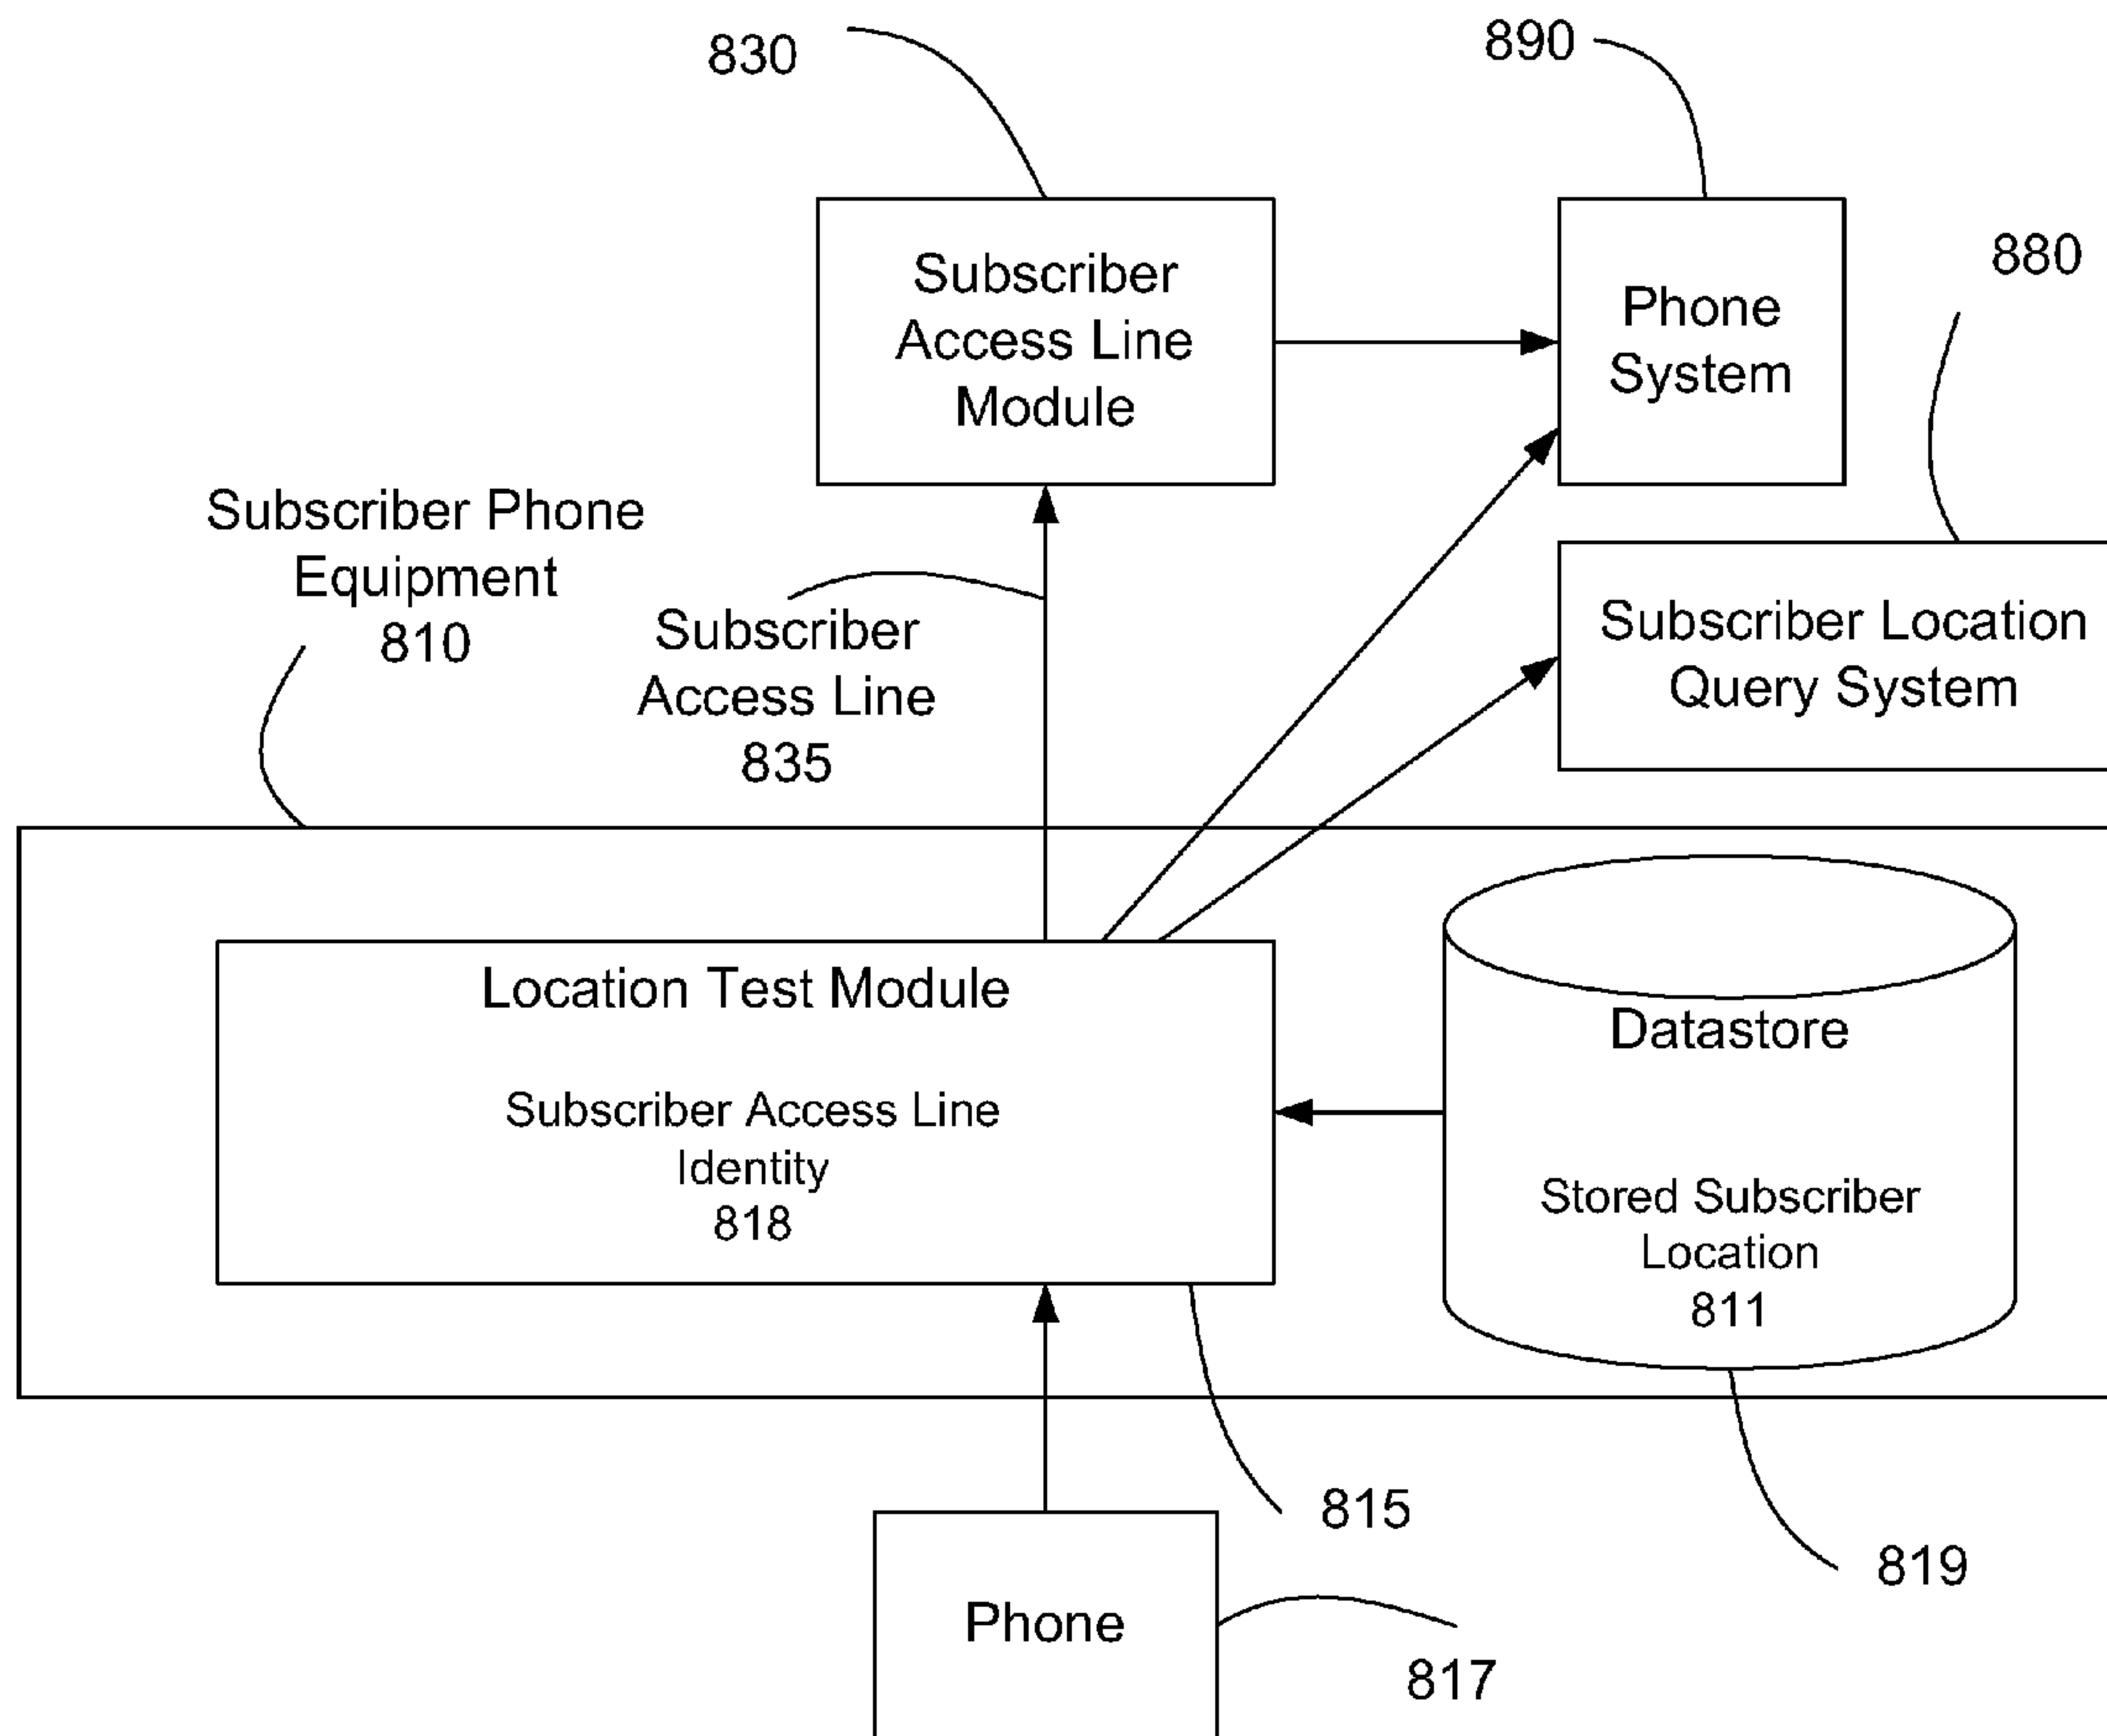 830
890
880
Subscriber
Access Line
Module
Phone
System
Subscriber Phone
Equipment
810
Subscriber
Access Line
835
Subscriber Location
Query System
Location Test Module
Subscriber Access Line
Identity
818
Datastore
Stored Subscriber
Location
811
815
819
Phone
817